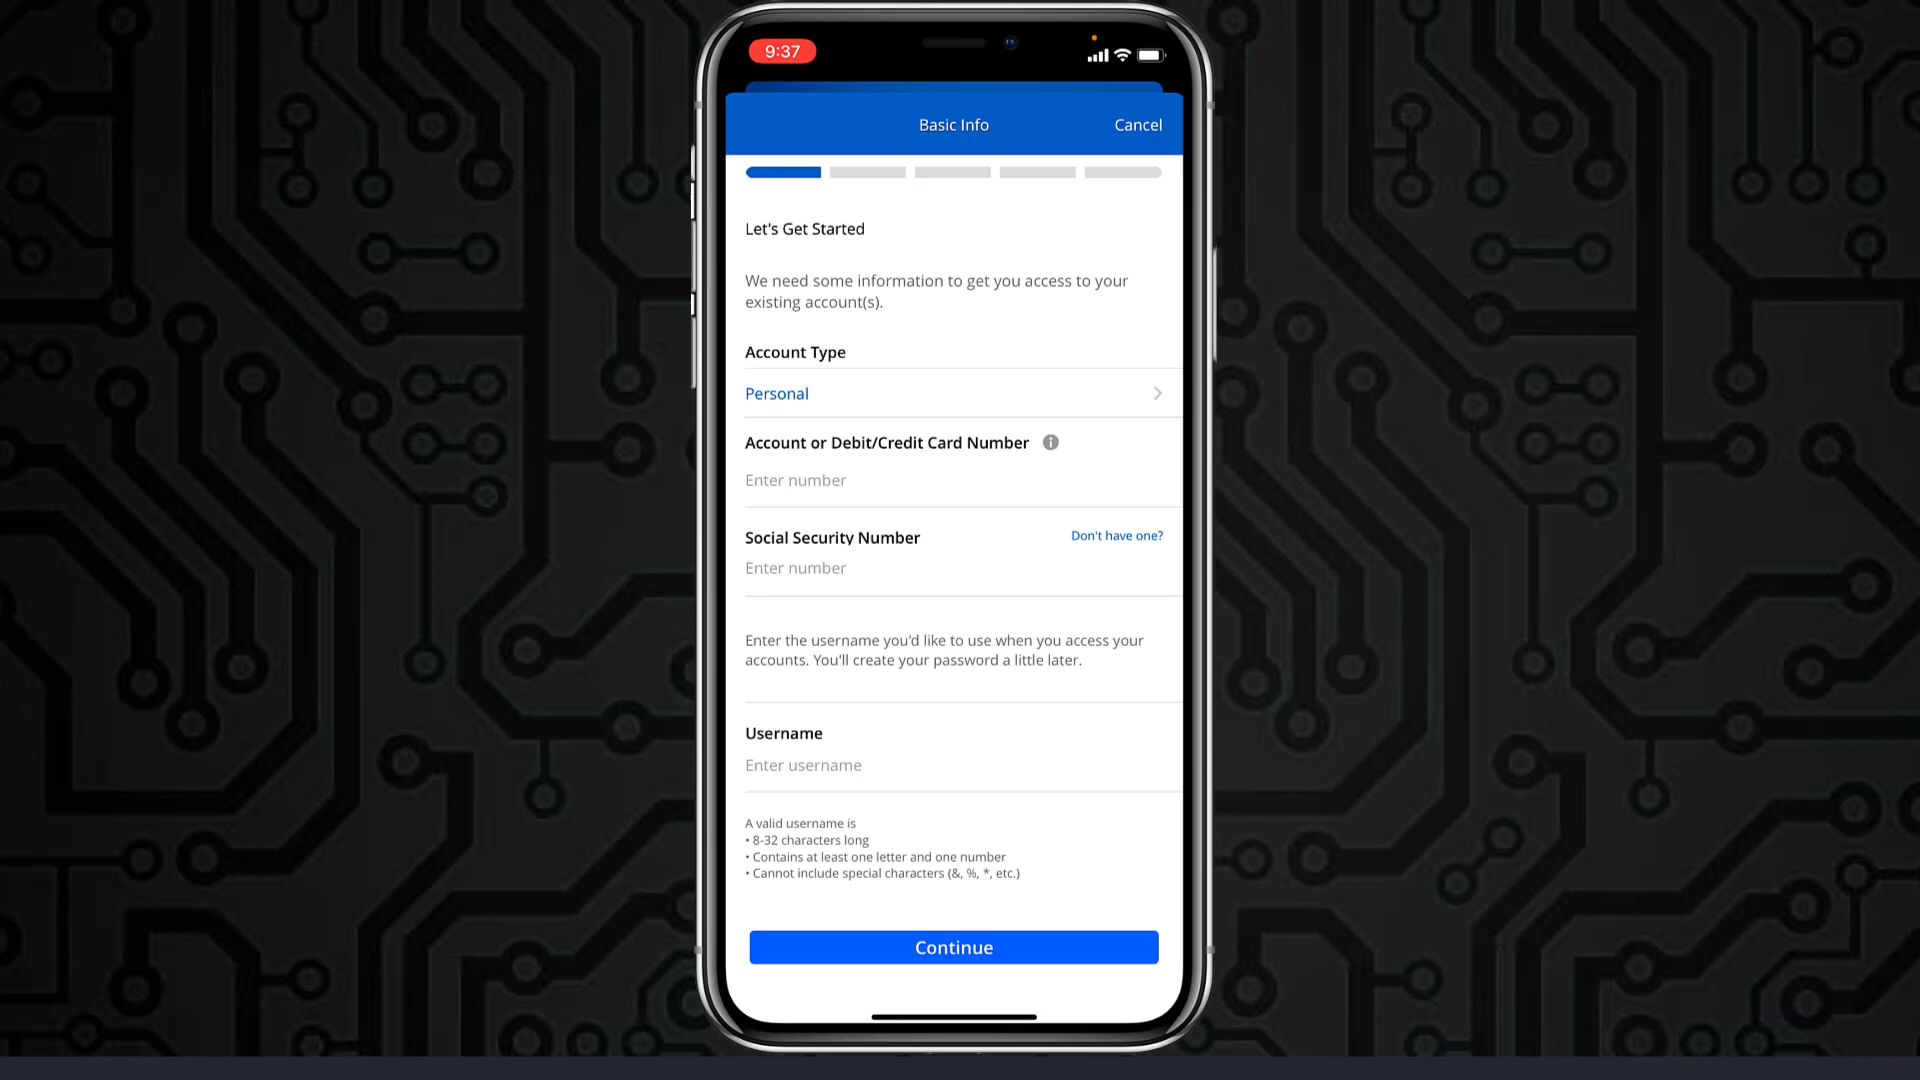 9:37
Basic Info
Cancel
Let's Get Started
We need some information to get you access to your
existing account(s).
Account Type
Personal
Account or Debit/Credit Card Number
Enter number
Social Security Number
Don't have one?
Enter number
Enter the username you'd like to use when you access your
accounts. You'll create your password a little later.
Username
Enter username
A valid username is
• 8-32 characters long
• Contains at least one letter and one number
• Cannot include special characters (&, %, *, etc.)
Continue